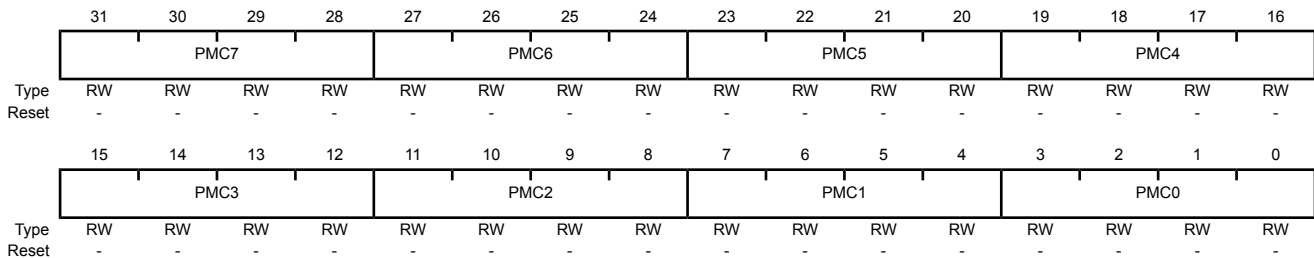 31 30 29 28 27 26 25 24 23 22 21 20 19 18 17 16
PMC7 PMC6 PMC5 PMC4
Type RW RW RW RW RW RW RW RW RW RW RW RW RW RW RW RW
Reset - - - - - - - - - - - - - - - -
15 14 13 12 11 10 9 8 7 6 5 4 3 2 1 0
PMC3 PMC2 PMC1 PMC0
Type RW RW RW RW RW RW RW RW RW RW RW RW RW RW RW RW
Reset - - - - - - - - - - - - - - - -